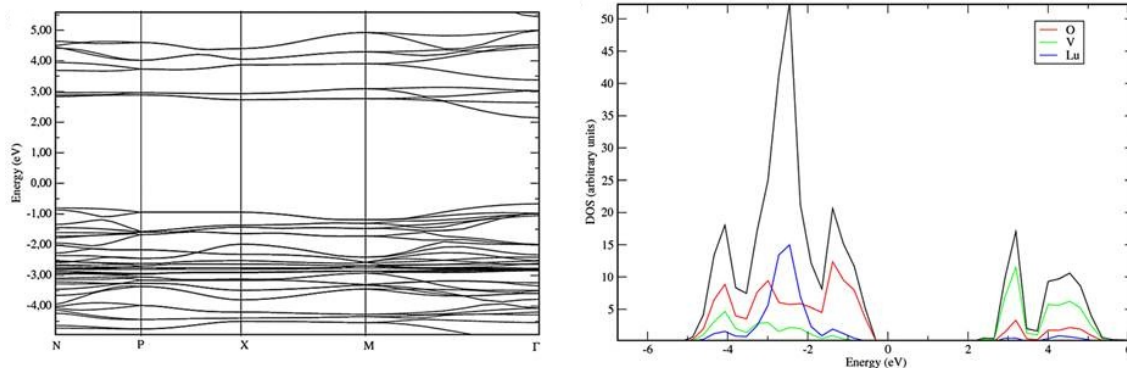 5,00
4,00
3,00
2,00
1,00
0,00
-1,00
-2,00
-3,00
-4,00
Energy (eV)
N P X M Γ
50
45
40
35
30
25
20
15
10
5
DOS (arbitrary units)
O
V
Lu
-6 -4 -2 0 2 4 6
Energy (eV)